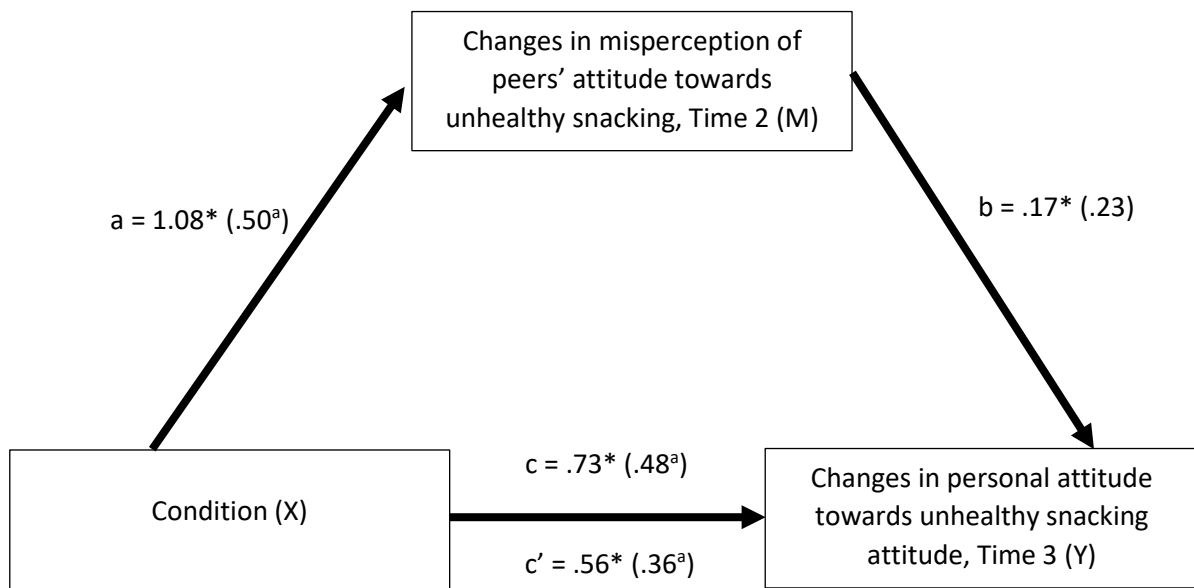 Changes in misperception of
peers’ attitude towards
unhealthy snacking, Time 2 (M)
a = 1.08* (.50ᵃ)
b = .17* (.23)
Condition (X)
c = .73* (.48ᵃ)
c’ = .56* (.36ᵃ)
Changes in personal attitude
towards unhealthy snacking
attitude, Time 3 (Y)